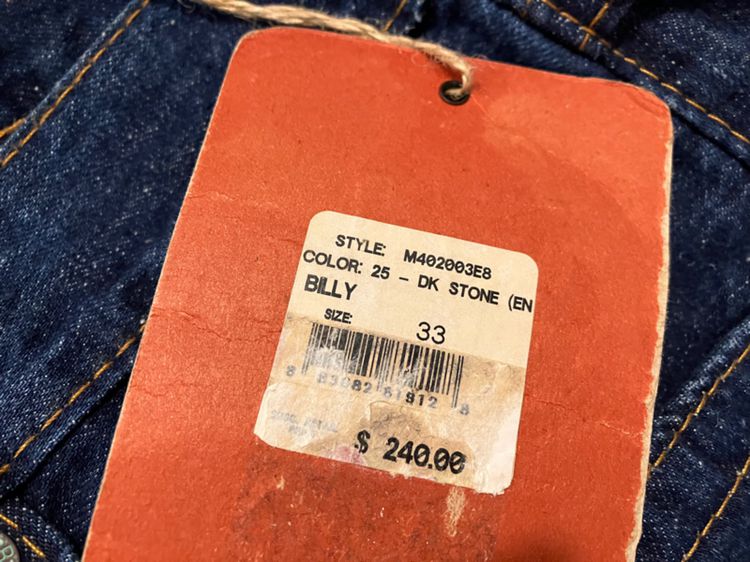 STYLE: M402003E8
COLOR: 25 - DK STONE (EN
BILLY
SIZE: 33
$ 240.00